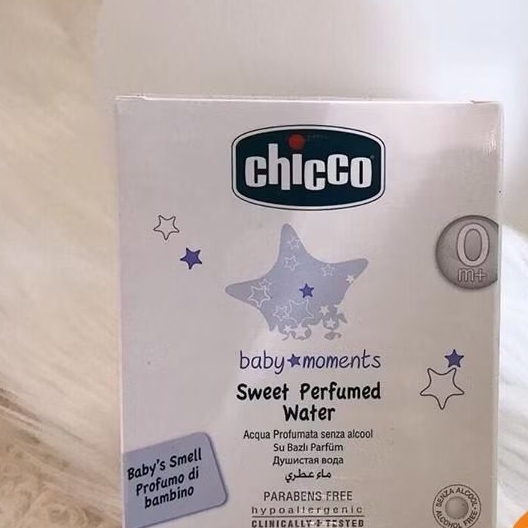 chicco
0
m+
baby moments
Sweet Perfumed
Water
Acqua Profumata senza alcool
Su Bazlı Parfüm
Душистая вода
ماء عطري
Baby's Smell
Profumo di
bambino
PARABENS FREE
hypoallergenic
CLINICALLY TESTED
SENZA ALCOOL
ALCOHOL FREE